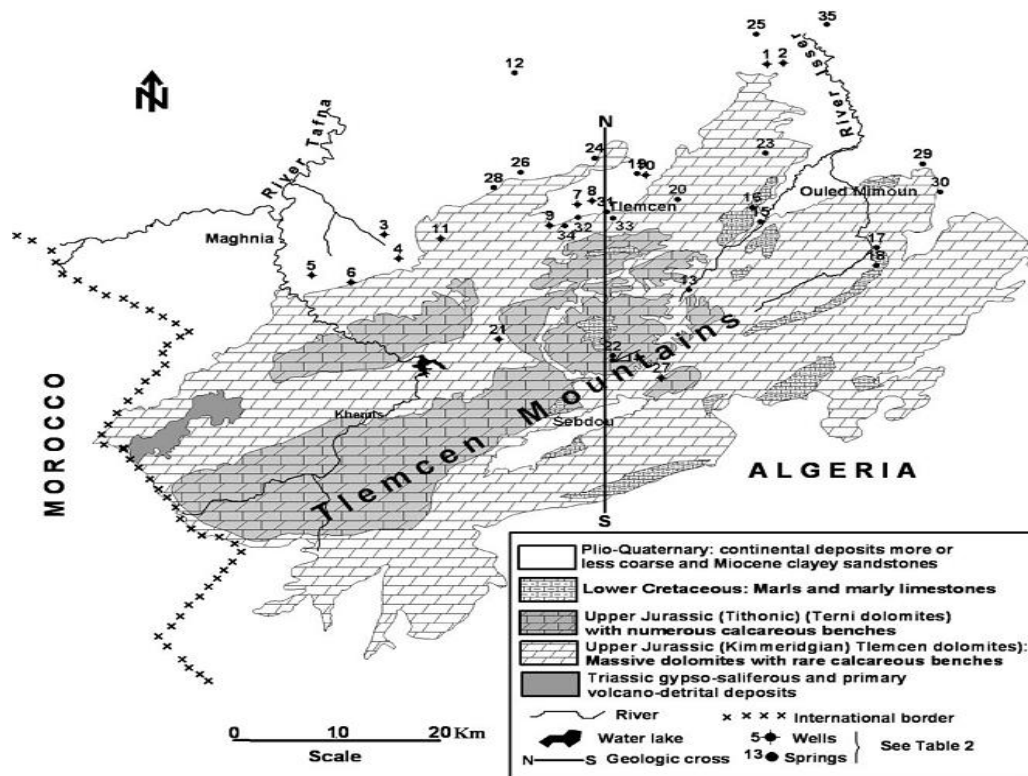 35
25
1 2
12
N
River Isser
River Tafna
N
23
24
19 10
26
28
29
30
7 8
31
Tlemcen
20
16
15
Ouled Mimoun
3
9
34 32
33
11
4
Maghnia
17
18
5
6
13
21
22
14
27
MOROCCO
Khemis
Sebdou
Tlemcen Mountains
ALGERIA
S
Plio-Quaternary: continental deposits more or
less coarse and Miocene clayey sandstones
Lower Cretaceous: Marls and marly limestones
Upper Jurassic (Tithonic) (Terni dolomites)
with numerous calcareous benches
Upper Jurassic (Kimmeridgian) Tlemcen dolomites):
Massive dolomites with rare calcareous benches
Triassic gypso-saliferous and primary
volcano-detrital deposits
River
International border
Water lake
5 Wells
See Table 2
N S Geologic cross
13 Springs
0 10 20 Km
Scale